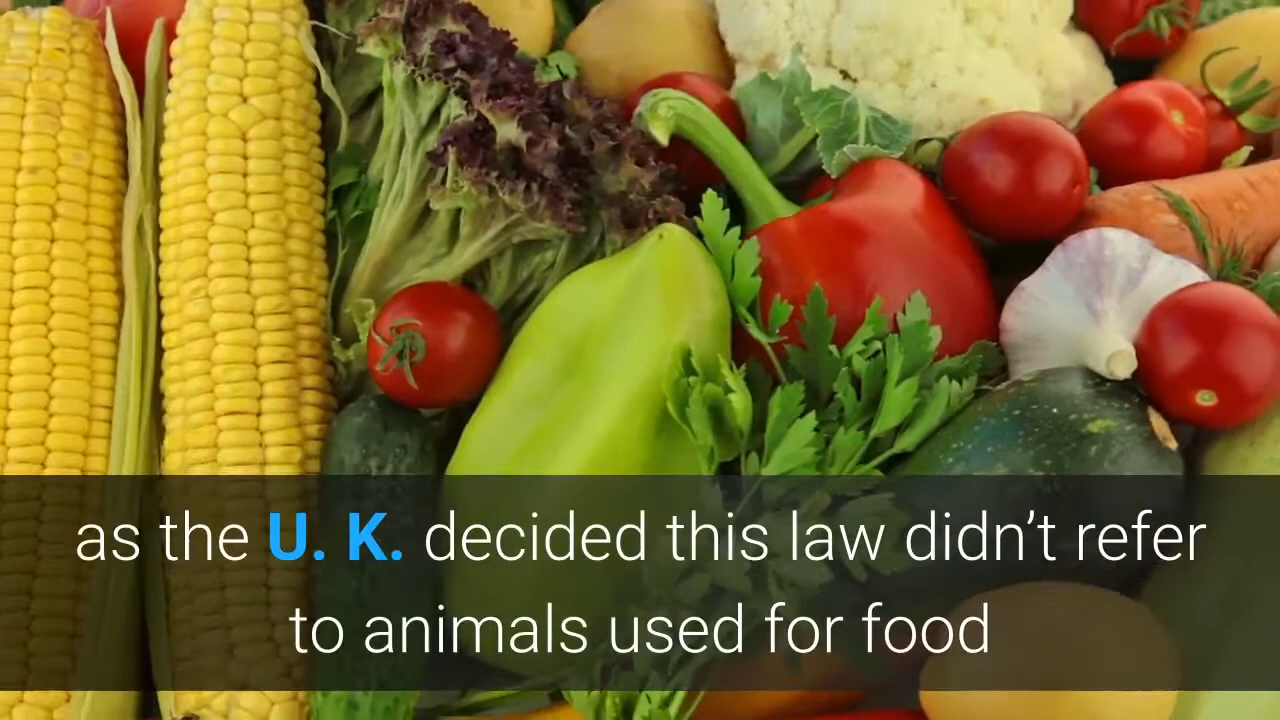 as the U. K. decided this law didn’t refer
to animals used for food